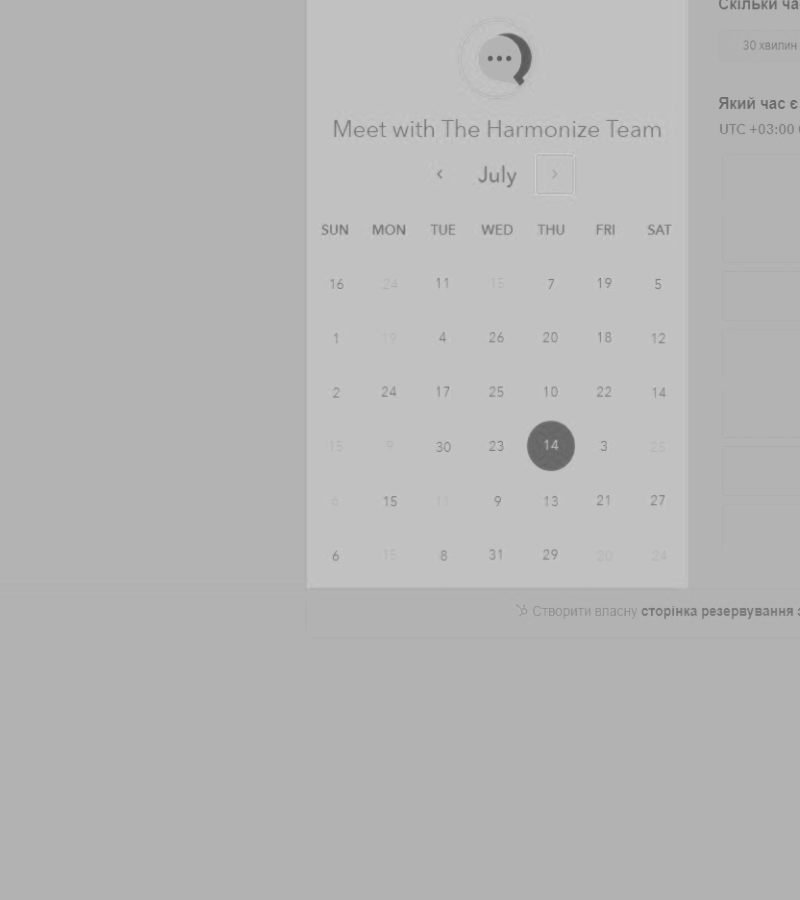 Скільки ча
30 хвилин
Meet with The Harmonize Team
Який час є
UTC +03:00
‹ July ›
SUN MON TUE WED THU FRI SAT
16 24 11 15 7 19 5
1 19 4 26 20 18 12
2 24 17 25 10 22 14
15 9 30 23 14 3 25
6 15 11 9 13 21 27
6 15 8 31 29 20 24
Створити власну сторінка резервування з